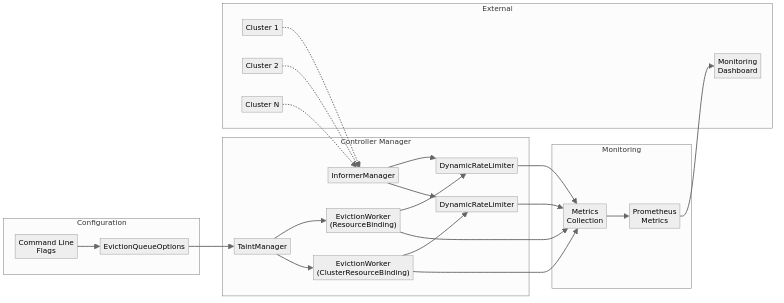 External
Cluster 1
Cluster 2
Cluster N
Monitoring
Dashboard
Controller Manager
InformerManager
DynamicRateLimiter
DynamicRateLimiter
EvictionWorker
(ResourceBinding)
TaintManager
EvictionWorker
(ClusterResourceBinding)
Monitoring
Metrics
Collection
Prometheus
Metrics
Configuration
Command Line
Flags
EvictionQueueOptions